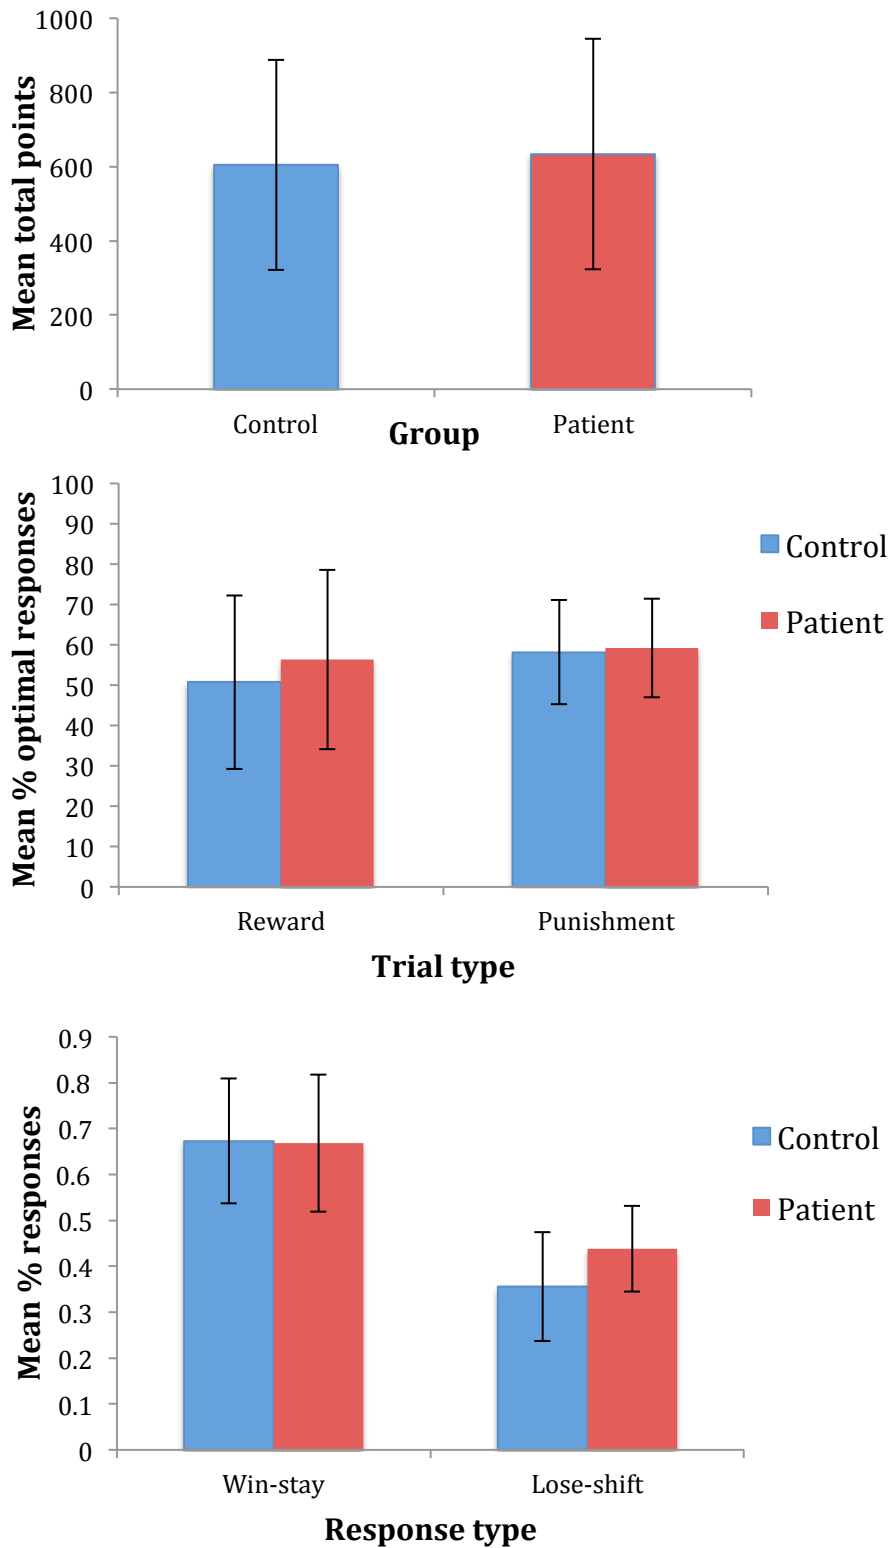 Mean total points
1000
800
600
400
200
0
Control
Patient
Group
Mean % optimal responses
100
90
80
70
60
50
40
30
20
10
0
Reward
Punishment
Trial type
Control
Patient
Mean % responses
0.9
0.8
0.7
0.6
0.5
0.4
0.3
0.2
0.1
0
Win-stay
Lose-shift
Response type
Control
Patient